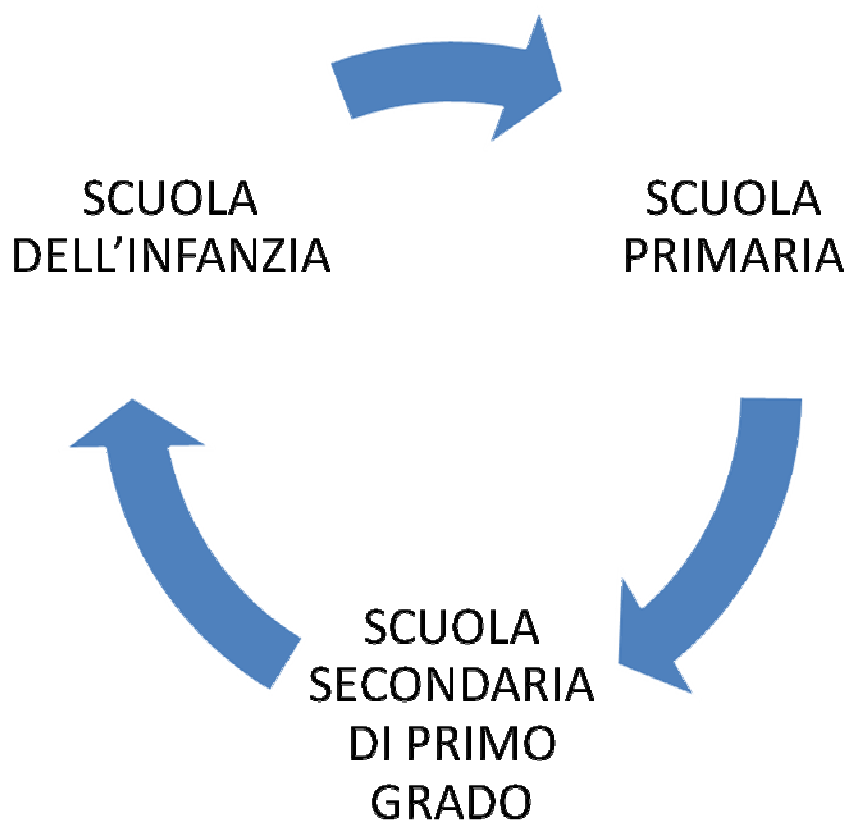 SCUOLA
DELL’INFANZIA
SCUOLA
PRIMARIA
SCUOLA
SECONDARIA
DI PRIMO
GRADO